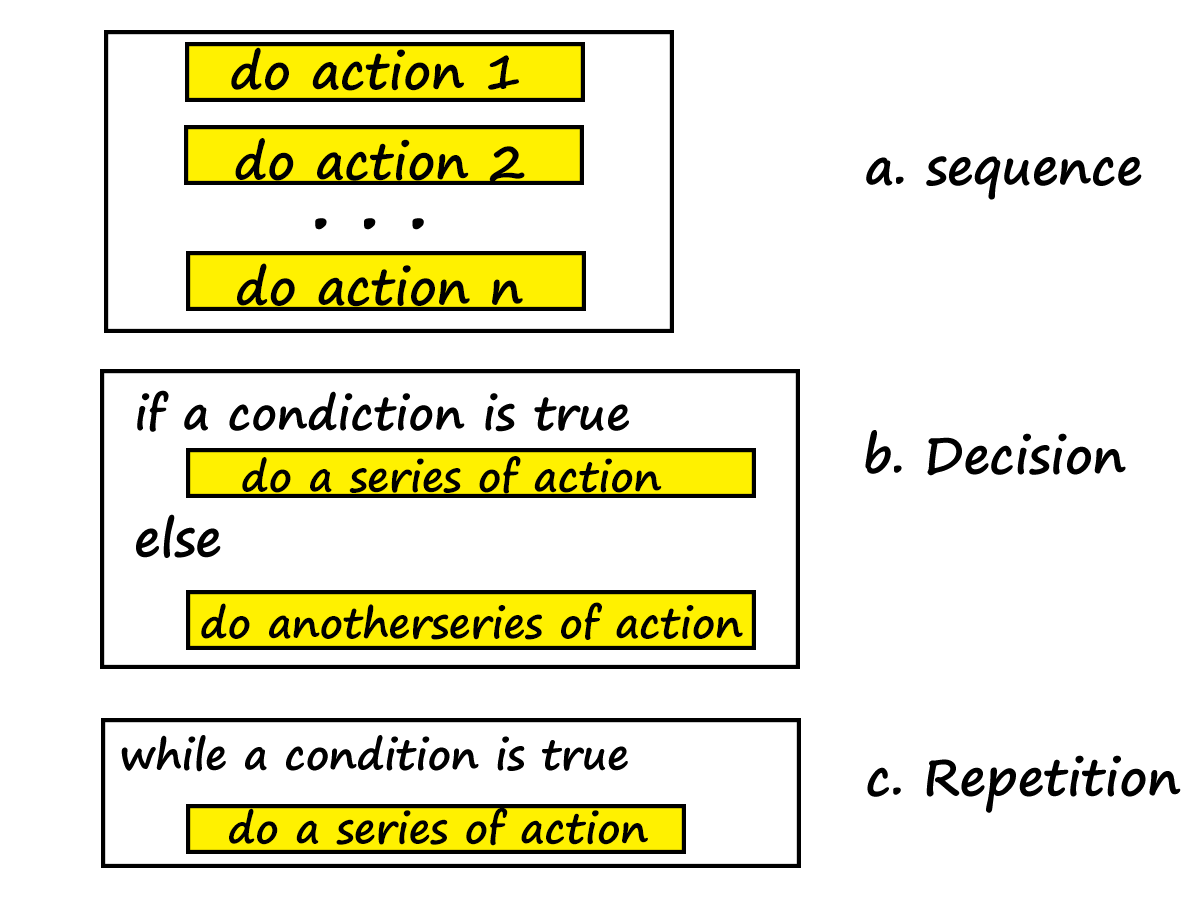 do action 1
do action 2
. . .
do action n
a. sequence
if a condiction is true
do a series of action
else
do anotherseries of action
b. Decision
while a condition is true
do a series of action
c. Repetition